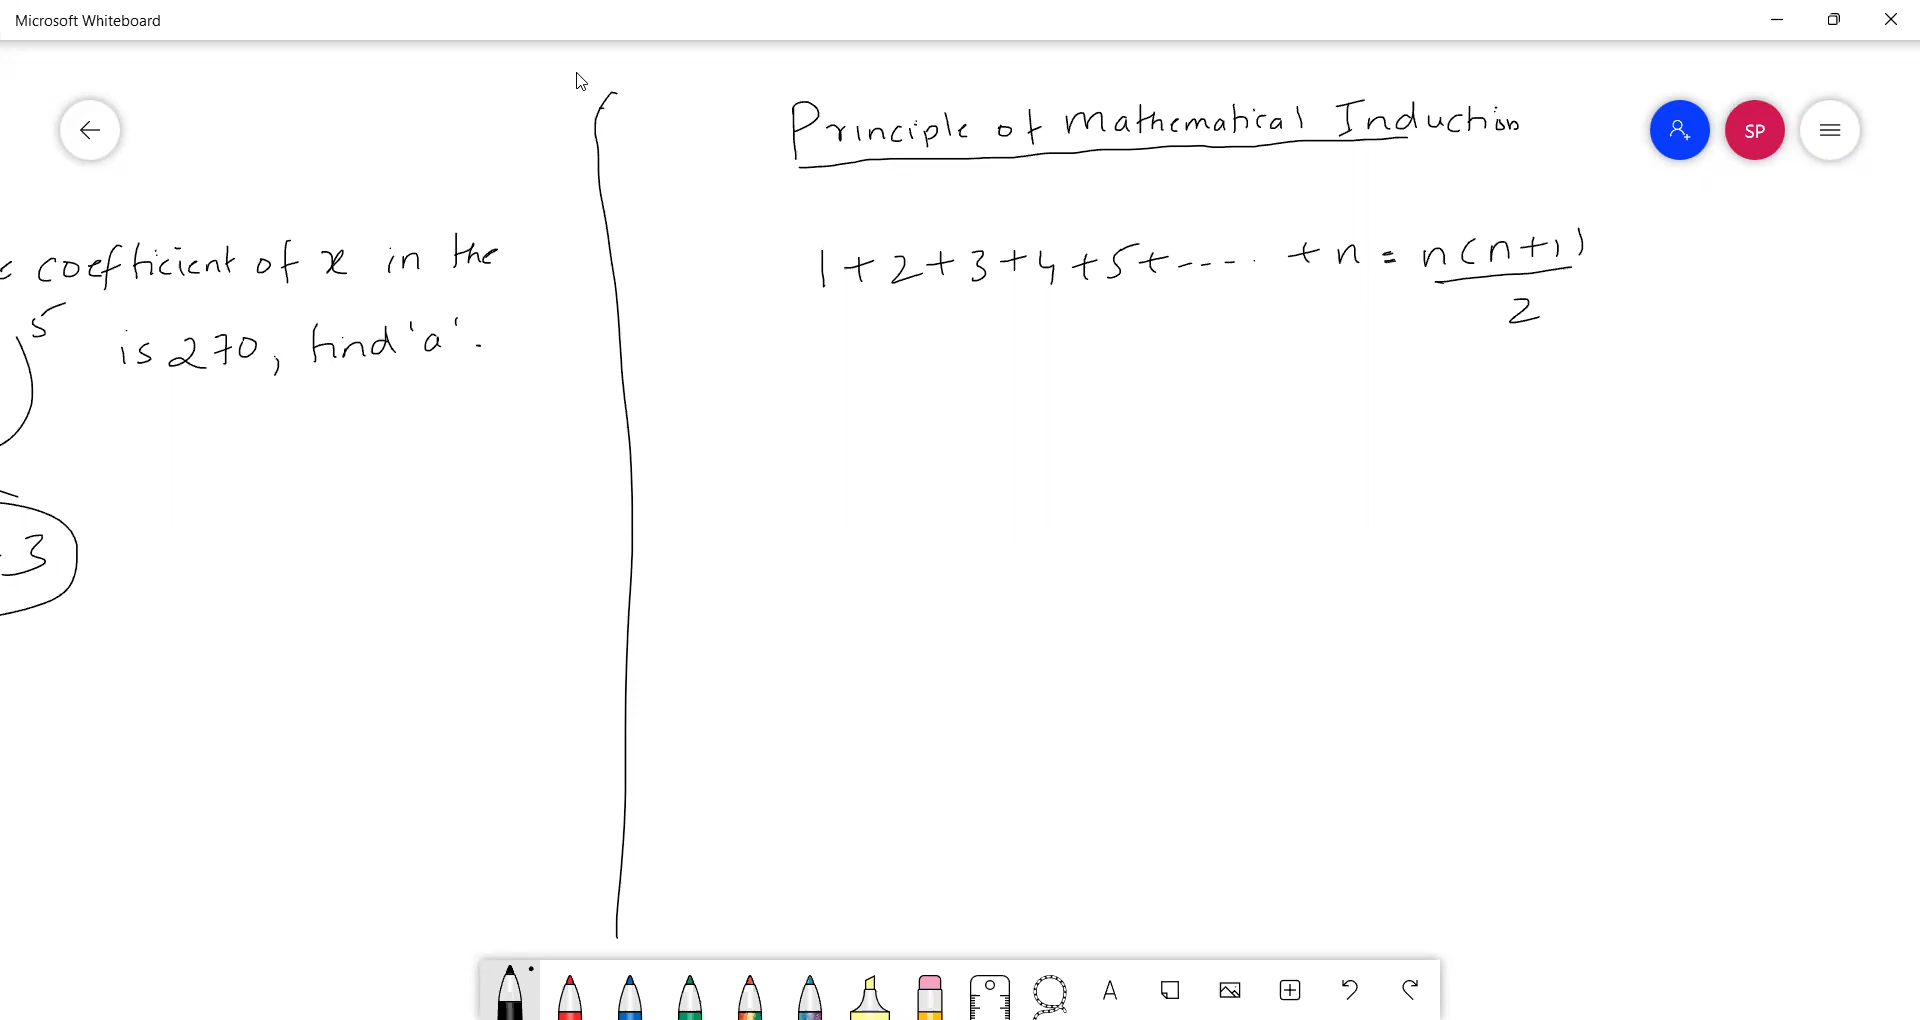 Microsoft Whiteboard
Principle of Mathematical Induction
SP
coefficient of x in the
5
is 270, find 'a'.
1+2+3+4+5+----. +n = n(n+1)
2
3
A